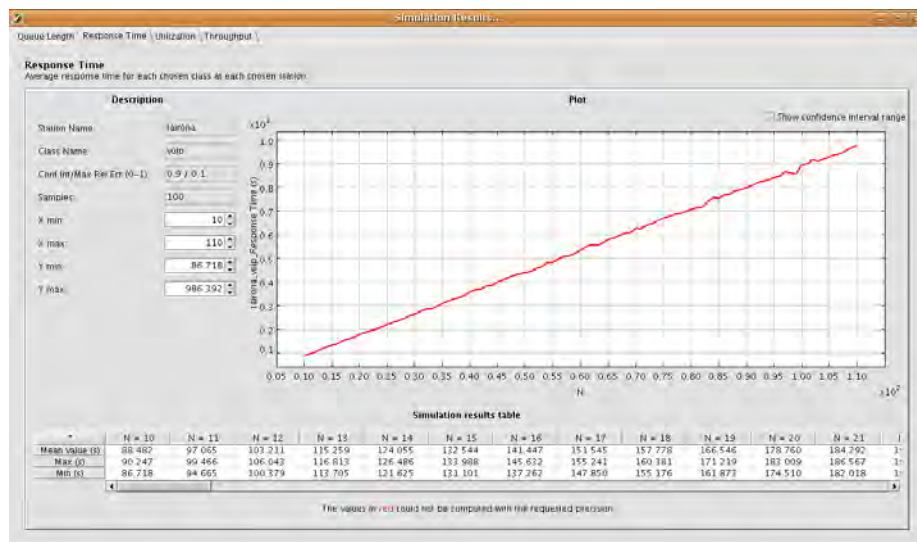 Simulation Results...
Queue Length Response Time Utilization Throughput
Response Time
Average response time for each chosen class at each chosen station.
Description
Station Name:
tairona
Class Name:
voip
Conf.Int/Max Rel.Err (0-1):
0.9 / 0.1
Samples:
100
X min:
10
X max:
110
Y min:
86.718
Y max:
986.392
Plot
Show confidence interval range
x10³
1.0
0.9
0.8
0.7
0.6
0.5
0.4
0.3
0.2
0.1
tairona_voip_Response Time (s)
0.05 0.10 0.15 0.20 0.25 0.30 0.35 0.40 0.45 0.50 0.55 0.60 0.65 0.70 0.75 0.80 0.85 0.90 0.95 1.00 1.05 1.10
N
x10²
Simulation results table
* N = 10 N = 11 N = 12 N = 13 N = 14 N = 15 N = 16 N = 17 N = 18 N = 19 N = 20 N = 21
Mean value (s) 88.482 97.065 103.211 115.259 124.055 132.544 141.447 151.545 157.778 166.546 178.760 184.292
Max (s) 90.247 99.466 106.043 116.813 126.486 133.988 145.632 155.241 160.381 171.219 183.009 186.567
Min (s) 86.718 94.665 100.379 113.705 121.625 131.101 137.262 147.850 155.176 161.873 174.510 182.018
The values in red could not be computed with the requested precision